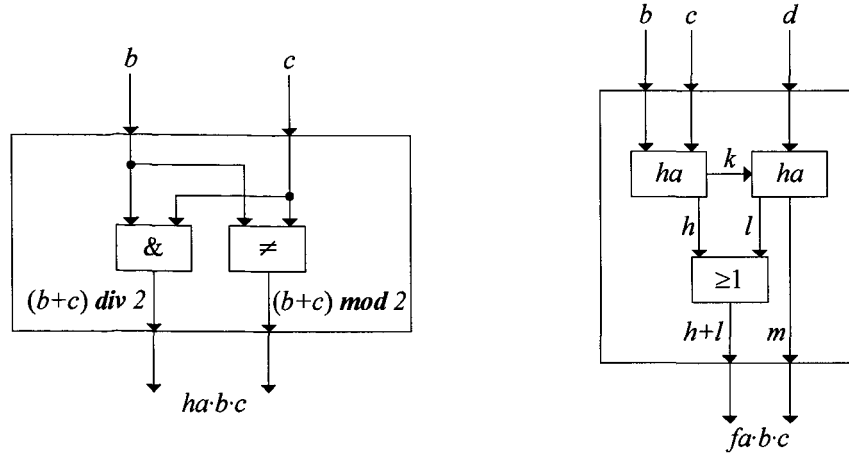 b c
& ≠
(b+c) div 2 (b+c) mod 2
ha·b·c
b c d
ha k ha
h l
≥1
h+l m
fa·b·c